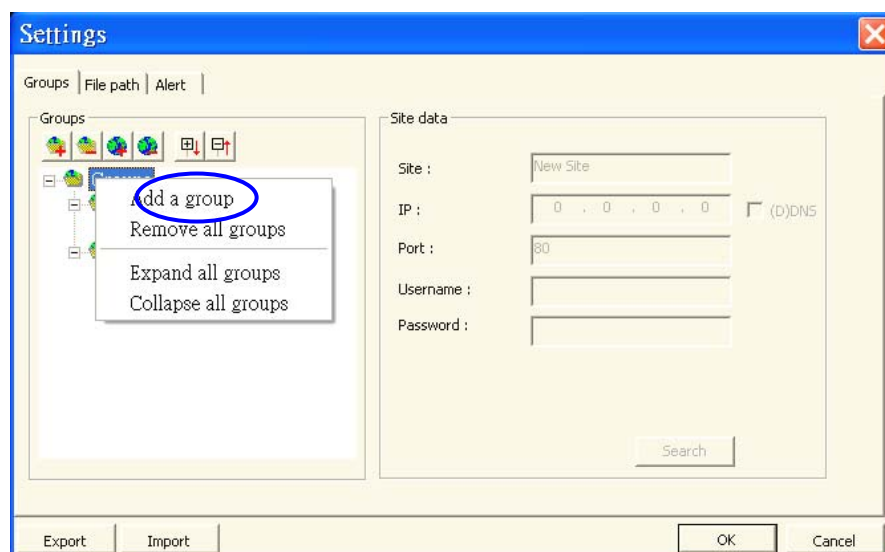 Settings
Groups File path Alert
Groups
Add a group
Remove all groups
Expand all groups
Collapse all groups
Site data
Site : New Site
IP : 0 . 0 . 0 . 0 (D)DNS
Port : 80
Username :
Password :
Search
Export Import OK Cancel